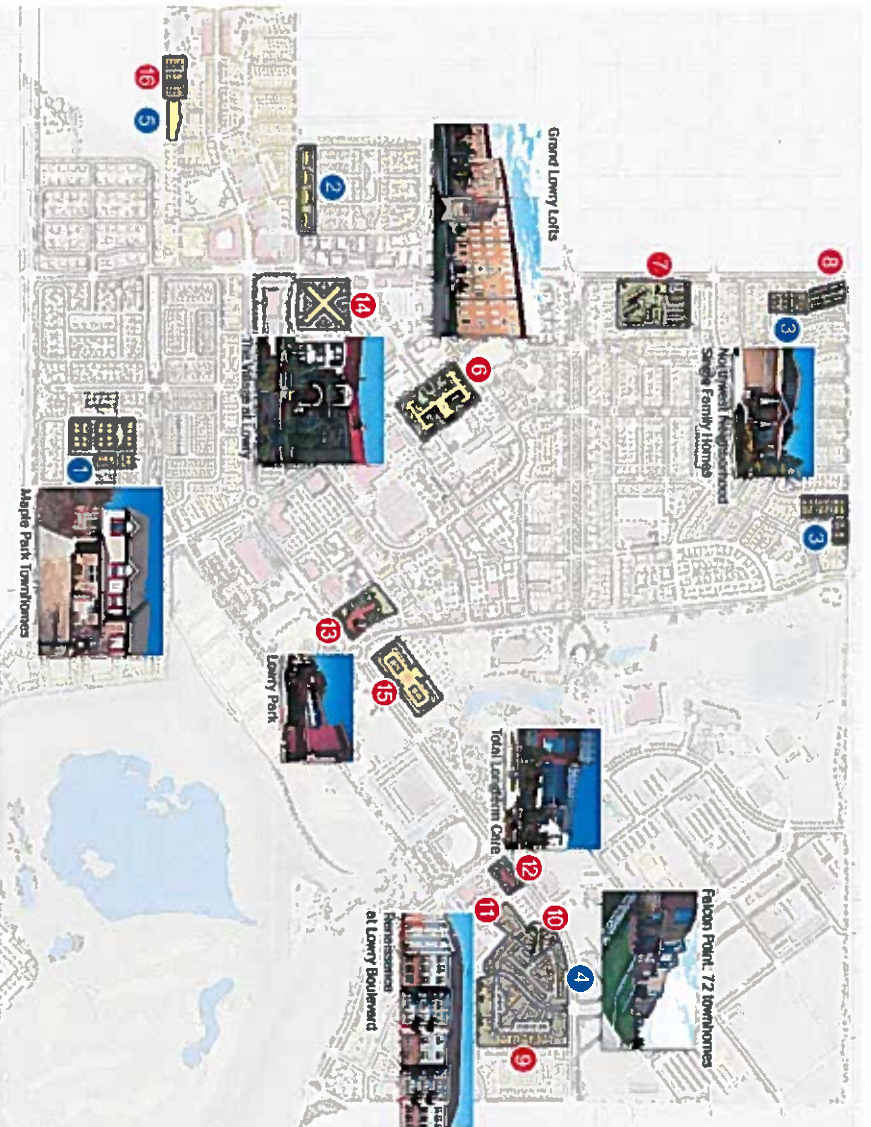 8
3
3
Northwest Neighborhood
Single Family Homes
Falcon Point: 72 townhomes
7
4
Grand Lowry Lofts
10
12
9
Total Longterm Care
11
6
Renaissance
at Lowry Boulevard
15
14
2
13
Lowry Park
The Village at Lowry
16
5
1
Maple Park Townhomes